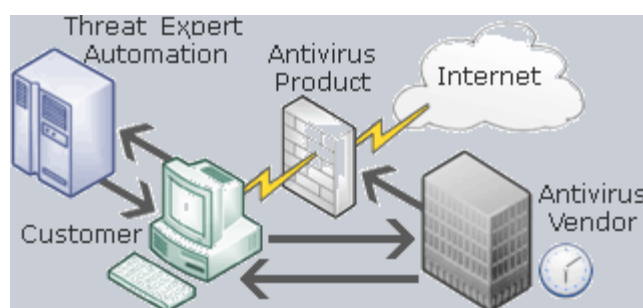 Threat Expert
Automation
Antivirus
Product
Internet
Customer
Antivirus
Vendor